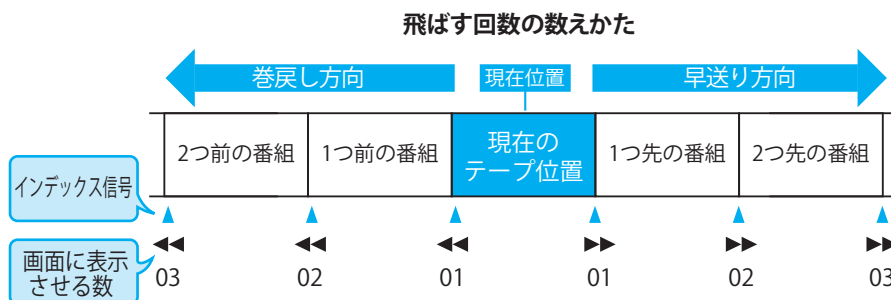 飛ばす回数の数えかた
巻戻し方向
現在位置
早送り方向
2つ前の番組
1つ前の番組
現在の
テープ位置
1つ先の番組
2つ先の番組
インデックス信号
画面に表示
させる数
03
02
01
01
02
03